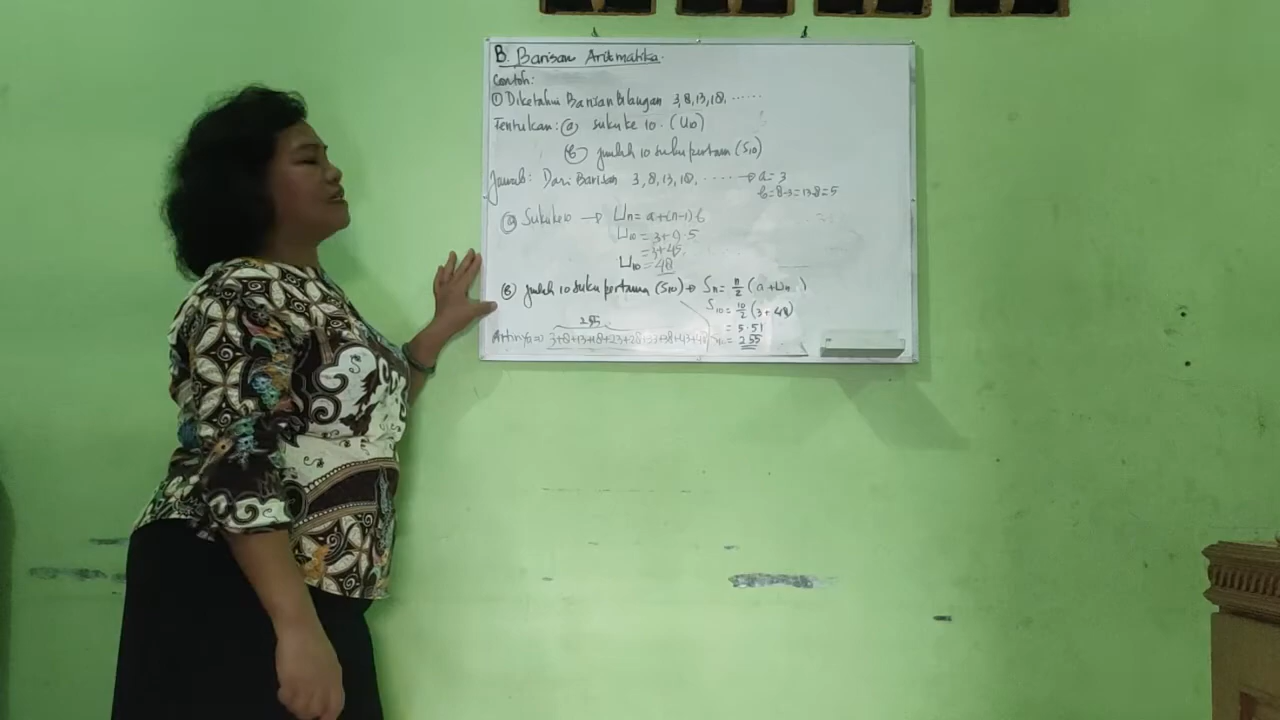 B. Barisan Aritmatika.
Contoh:
① Diketahui Barisan Bilangan 3, 8, 13, 18, ......
Tentukan: ⓐ suku ke 10. (U10)
ⓑ jumlah 10 suku pertama (S10)
Jawab: Dari Barisan 3, 8, 13, 18, ..... → a = 3
b = 8-3 = 13-8 = 5
ⓐ Suku ke 10 → Un = a+(n-1) b
U10 = 3+9.5
= 3+45.
U10 = 48
ⓑ jumlah 10 suku pertama (S10) → Sn = n/2 (a+Un)
S10 = 10/2 (3+48)
= 5.51
= 255
255
Artinya => 3+8+13+18+23+28+33+38+43+48